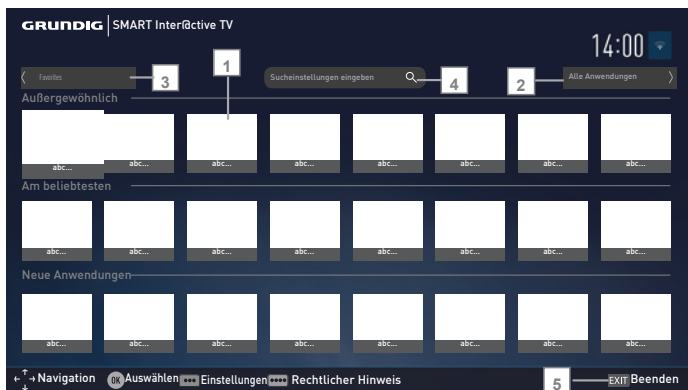 GRUNDIG SMART Inter@ctive TV
14:00
Favorites 3 1 Sucheinstellungen eingeben 4 2 Alle Anwendungen
Außergewöhnlich
abc... abc... abc... abc... abc... abc... abc... abc...
Am beliebtesten
abc... abc... abc... abc... abc... abc... abc... abc...
Neue Anwendungen
abc... abc... abc... abc... abc... abc... abc... abc...
Navigation OK Auswählen Einstellungen Rechtlicher Hinweis 5 EXIT Beenden